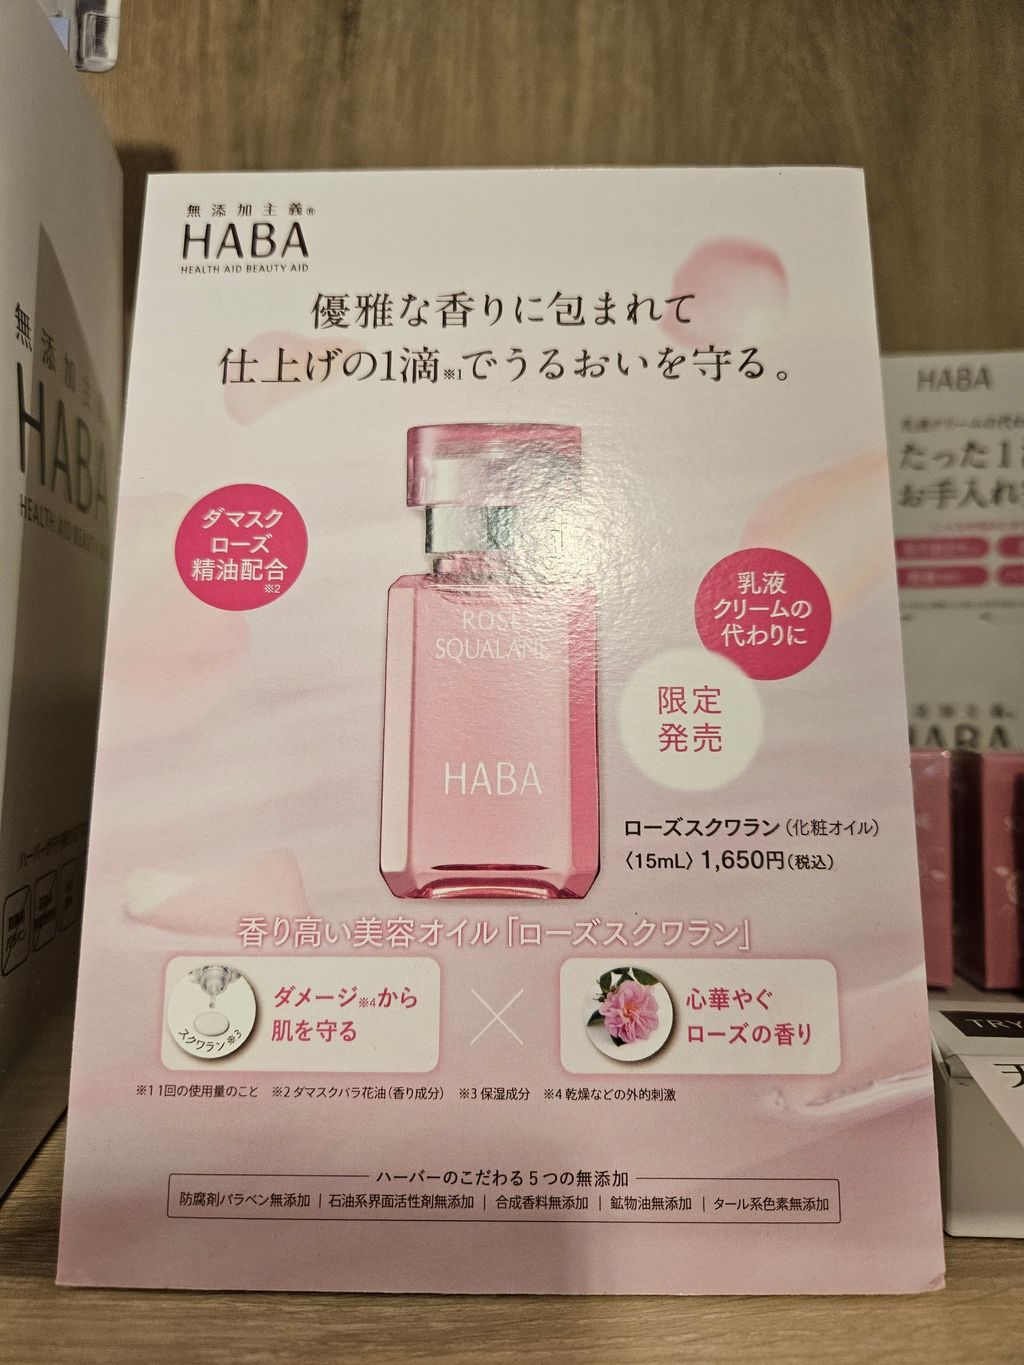 無添加主義®
HABA
HEALTH AID BEAUTY AID
優雅な香りに包まれて
仕上げの1滴※1でうるおいを守る。
ダマスク
ローズ
精油配合
※2
乳液
クリームの
代わりに
限定
発売
ROSE
SQUALANE
HABA
ローズスクワラン(化粧オイル)
〈15mL〉1,650円(税込)
香り高い美容オイル「ローズスクワラン」
スクワラン※3
ダメージ※4から
肌を守る
心華やぐ
ローズの香り
※1 1回の使用量のこと ※2 ダマスクバラ花油(香り成分) ※3 保湿成分 ※4 乾燥などの外的刺激
ハーバーのこだわる5つの無添加
防腐剤パラベン無添加 | 石油系界面活性剤無添加 | 合成香料無添加 | 鉱物油無添加 | タール系色素無添加
無添加主義
HABA
HEALTH AID BEAUTY
HABA
たった1
お手入れ
HABA
TRY